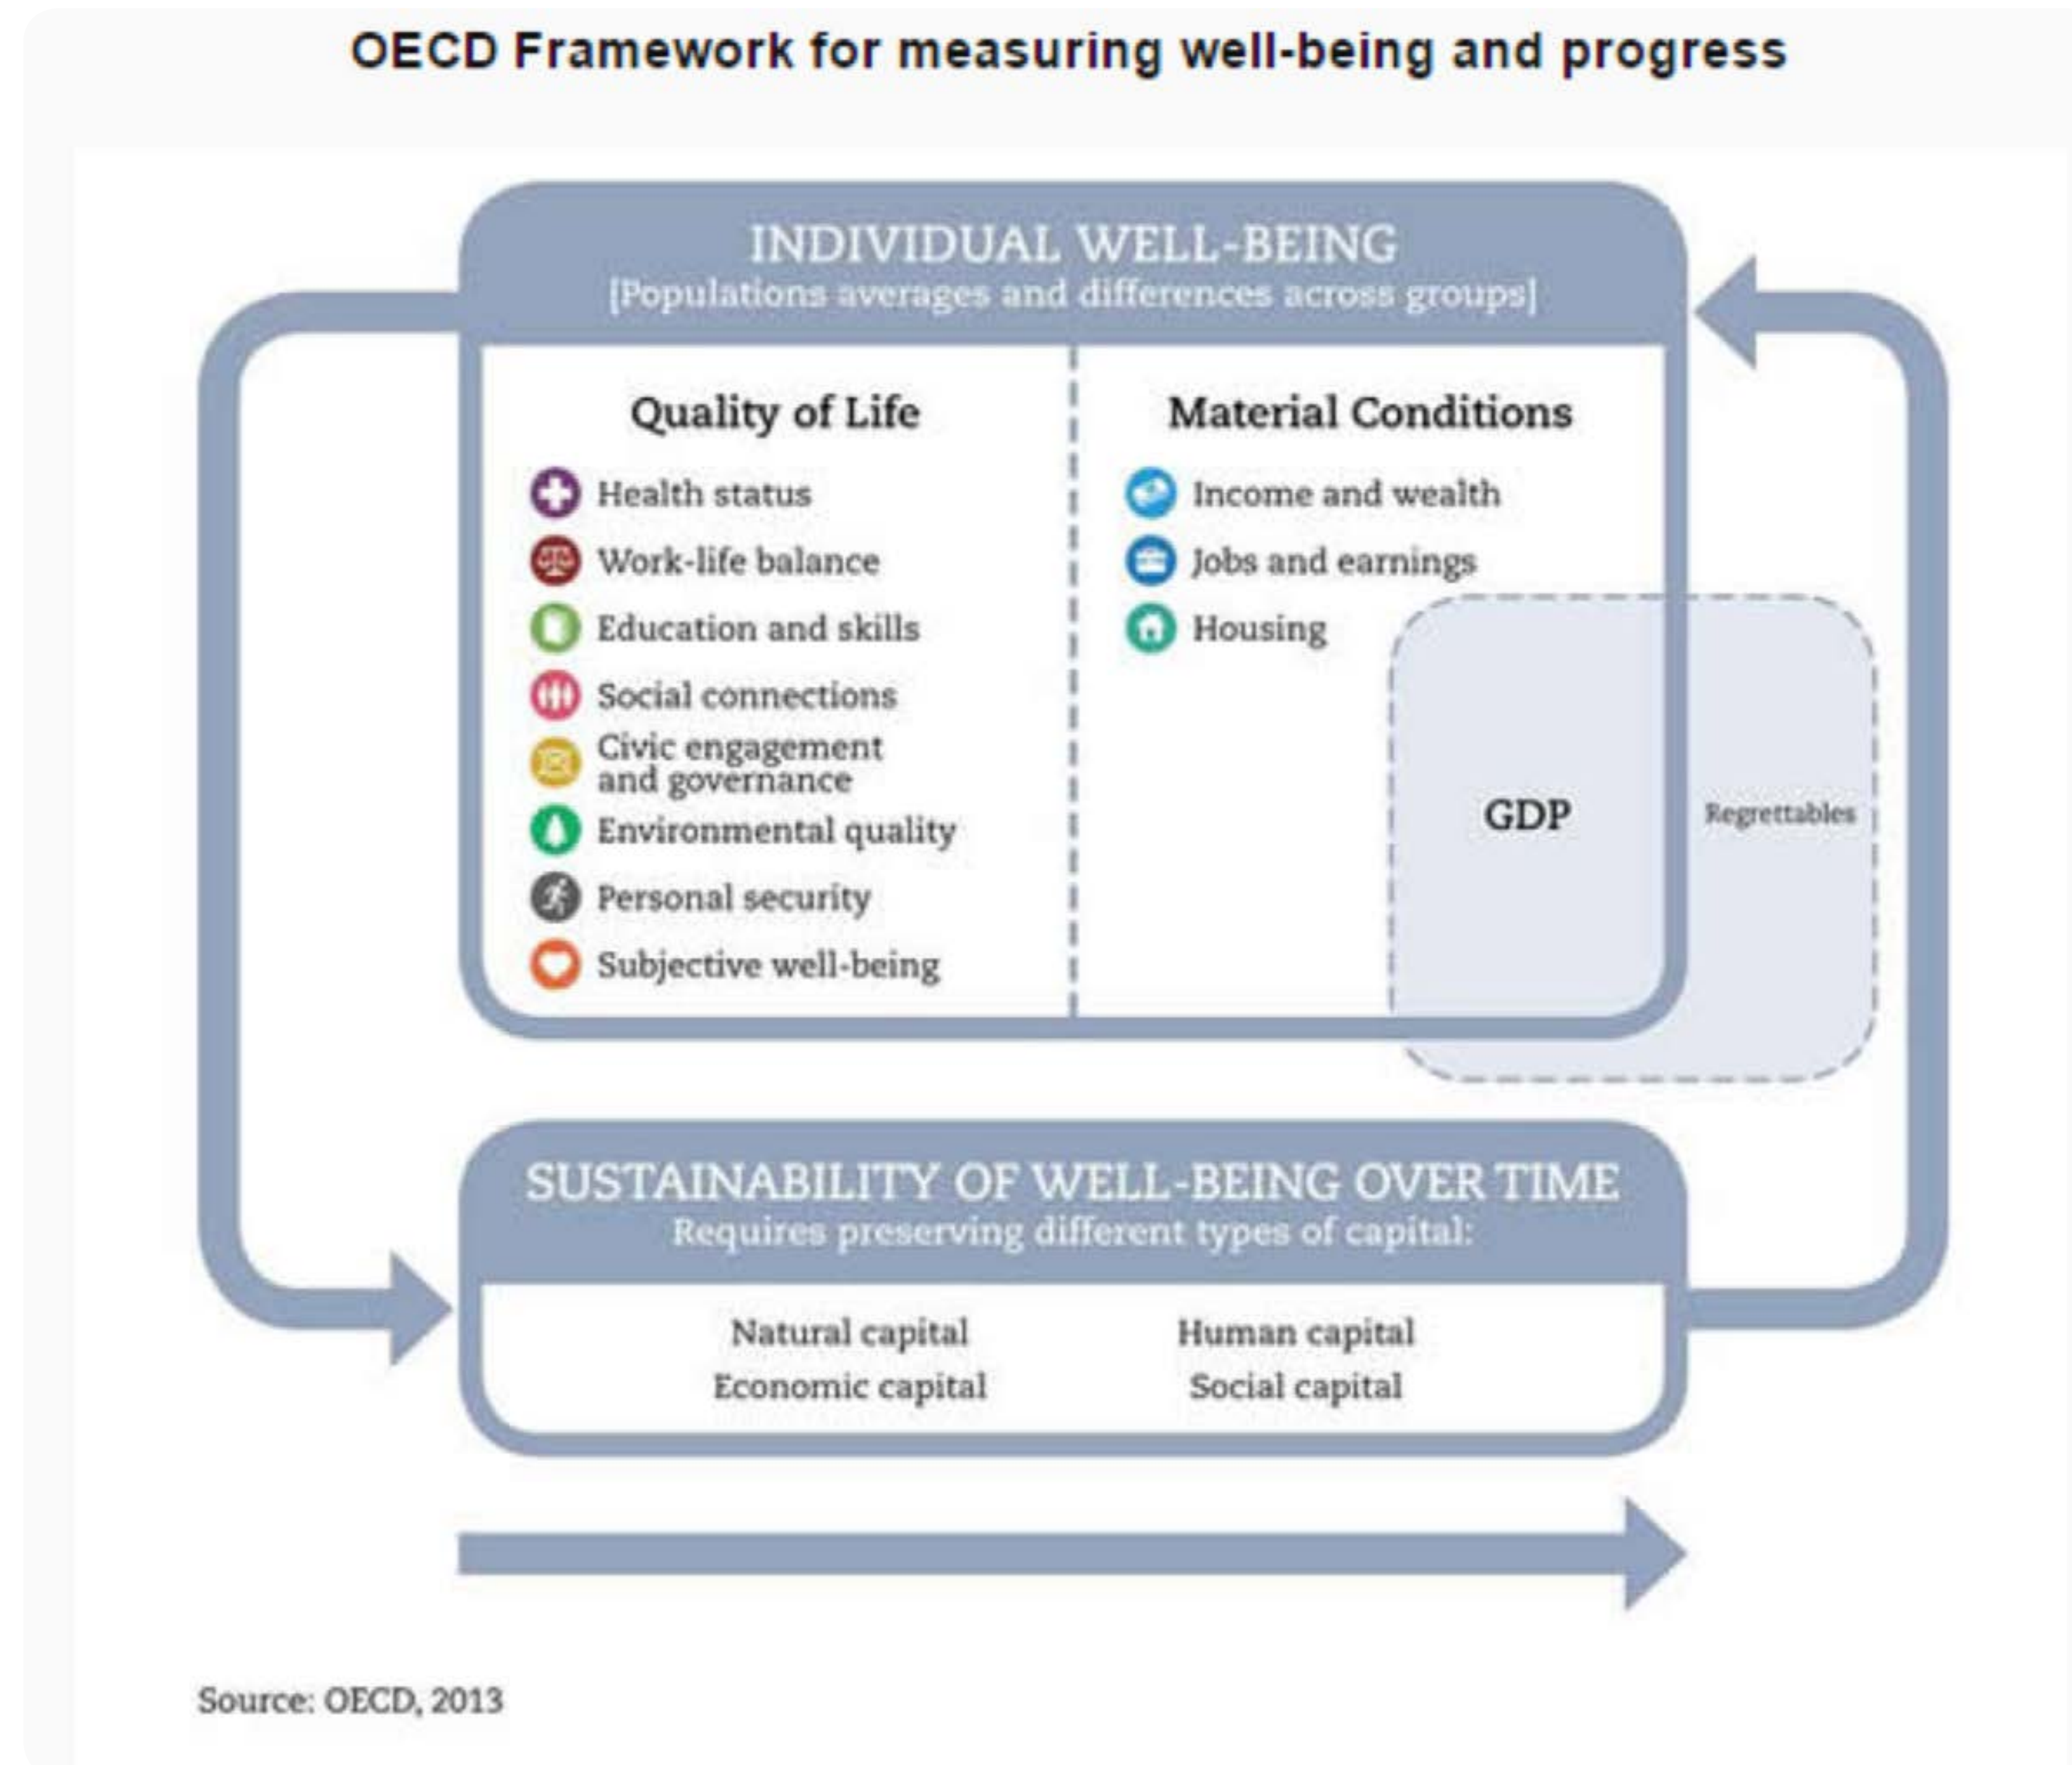 OECD Framework for measuring well-being and progress
INDIVIDUAL WELL-BEING
[Populations averages and differences across groups]
Quality of Life
Health status
Work-life balance
Education and skills
Social connections
Civic engagement
and governance
Environmental quality
Personal security
Subjective well-being
Material Conditions
Income and wealth
Jobs and earnings
Housing
GDP
Regrettables
SUSTAINABILITY OF WELL-BEING OVER TIME
Requires preserving different types of capital:
Natural capital
Economic capital
Human capital
Social capital
Source: OECD, 2013